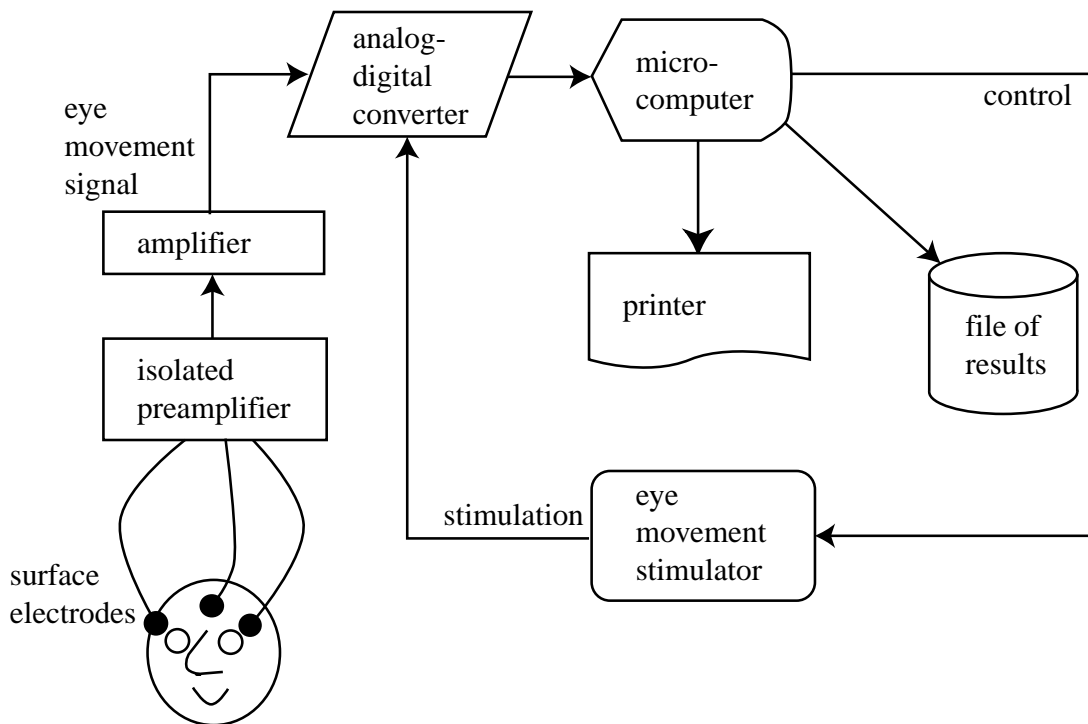 analog-
digital
converter
micro-
computer
control
eye
movement
signal
amplifier
printer
file of
results
isolated
preamplifier
stimulation
eye
movement
stimulator
surface
electrodes